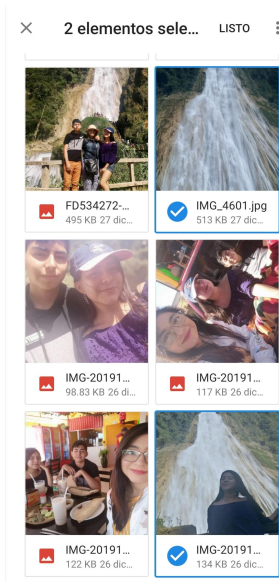 2 elementos sele... LISTO
FD534272-...
495 KB 27 dic...
IMG_4601.jpg
513 KB 27 dic...
IMG-20191...
98.83 KB 26 di...
IMG-20191...
117 KB 26 dic...
IMG-20191...
122 KB 26 dic...
IMG-20191...
134 KB 26 dic...